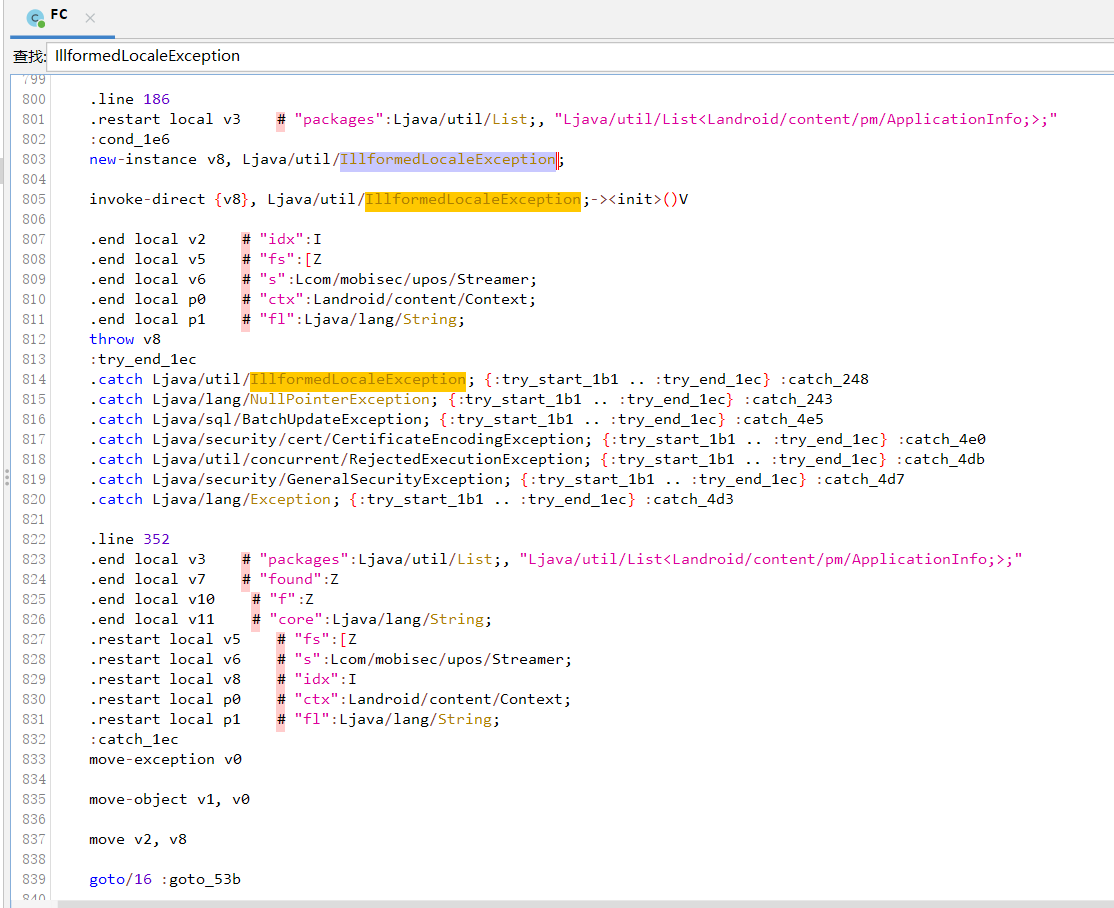 C FC ×
查找: IllformedLocaleException
799
800 .line 186
801 .restart local v3 # "packages":Ljava/util/List;, "Ljava/util/List<Landroid/content/pm/ApplicationInfo;>;"
802 :cond_1e6
803 new-instance v8, Ljava/util/IllformedLocaleException;
804
805 invoke-direct {v8}, Ljava/util/IllformedLocaleException;-><init>()V
806
807 .end local v2 # "idx":I
808 .end local v5 # "fs":[Z
809 .end local v6 # "s":Lcom/mobisec/upos/Streamer;
810 .end local p0 # "ctx":Landroid/content/Context;
811 .end local p1 # "fl":Ljava/lang/String;
812 throw v8
813 :try_end_1ec
814 .catch Ljava/util/IllformedLocaleException; {:try_start_1b1 .. :try_end_1ec} :catch_248
815 .catch Ljava/lang/NullPointerException; {:try_start_1b1 .. :try_end_1ec} :catch_243
816 .catch Ljava/sql/BatchUpdateException; {:try_start_1b1 .. :try_end_1ec} :catch_4e5
817 .catch Ljava/security/cert/CertificateEncodingException; {:try_start_1b1 .. :try_end_1ec} :catch_4e0
818 .catch Ljava/util/concurrent/RejectedExecutionException; {:try_start_1b1 .. :try_end_1ec} :catch_4db
819 .catch Ljava/security/GeneralSecurityException; {:try_start_1b1 .. :try_end_1ec} :catch_4d7
820 .catch Ljava/lang/Exception; {:try_start_1b1 .. :try_end_1ec} :catch_4d3
821
822 .line 352
823 .end local v3 # "packages":Ljava/util/List;, "Ljava/util/List<Landroid/content/pm/ApplicationInfo;>;"
824 .end local v7 # "found":Z
825 .end local v10 # "f":Z
826 .end local v11 # "core":Ljava/lang/String;
827 .restart local v5 # "fs":[Z
828 .restart local v6 # "s":Lcom/mobisec/upos/Streamer;
829 .restart local v8 # "idx":I
830 .restart local p0 # "ctx":Landroid/content/Context;
831 .restart local p1 # "fl":Ljava/lang/String;
832 :catch_1ec
833 move-exception v0
834
835 move-object v1, v0
836
837 move v2, v8
838
839 goto/16 :goto_53b
840